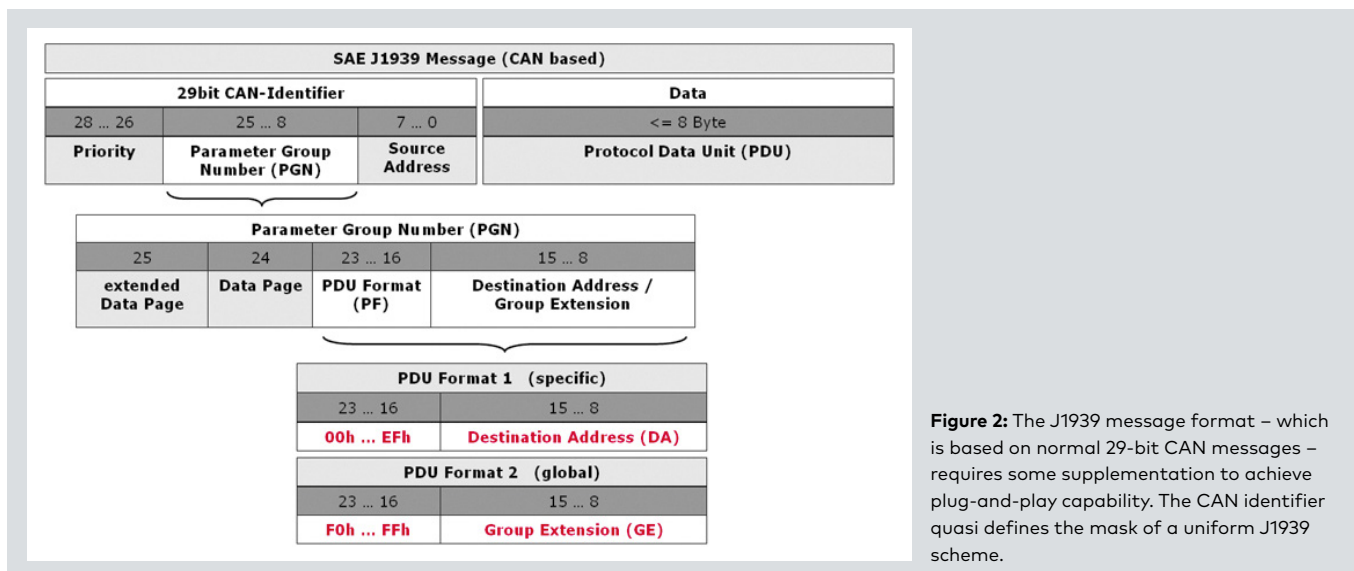 SAE J1939 Message (CAN based)
29bit CAN-Identifier
Data
28 ... 26
25 ... 8
7 ... 0
<= 8 Byte
Priority
Parameter Group
Number (PGN)
Source
Address
Protocol Data Unit (PDU)
Parameter Group Number (PGN)
25
24
23 ... 16
15 ... 8
extended
Data Page
Data Page
PDU Format
(PF)
Destination Address /
Group Extension
PDU Format 1 (specific)
23 ... 16
15 ... 8
00h ... EFh
Destination Address (DA)
PDU Format 2 (global)
23 ... 16
15 ... 8
F0h ... FFh
Group Extension (GE)
Figure 2: The J1939 message format – which
is based on normal 29-bit CAN messages –
requires some supplementation to achieve
plug-and-play capability. The CAN identifier
quasi defines the mask of a uniform J1939
scheme.